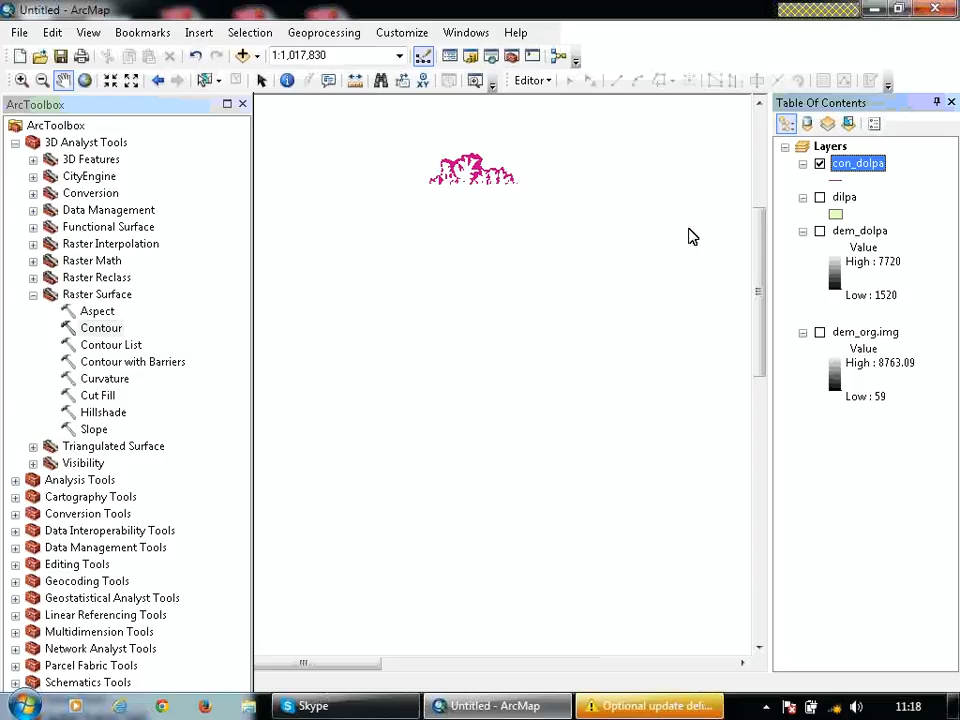 Untitled - ArcMap
File Edit View Bookmarks Insert Selection Geoprocessing Customize Windows Help
1:1,017,830
Editor
ArcToolbox
ArcToolbox
3D Analyst Tools
3D Features
CityEngine
Conversion
Data Management
Functional Surface
Raster Interpolation
Raster Math
Raster Reclass
Raster Surface
Aspect
Contour
Contour List
Contour with Barriers
Curvature
Cut Fill
Hillshade
Slope
Triangulated Surface
Visibility
Analysis Tools
Cartography Tools
Conversion Tools
Data Interoperability Tools
Data Management Tools
Editing Tools
Geocoding Tools
Geostatistical Analyst Tools
Linear Referencing Tools
Multidimension Tools
Network Analyst Tools
Parcel Fabric Tools
Schematics Tools
Table Of Contents
Layers
con_dolpa
dilpa
dem_dolpa
Value
High : 7720
Low : 1520
dem_org.img
Value
High : 8763.09
Low : 59
Skype
Untitled - ArcMap
Optional update deli...
11:18